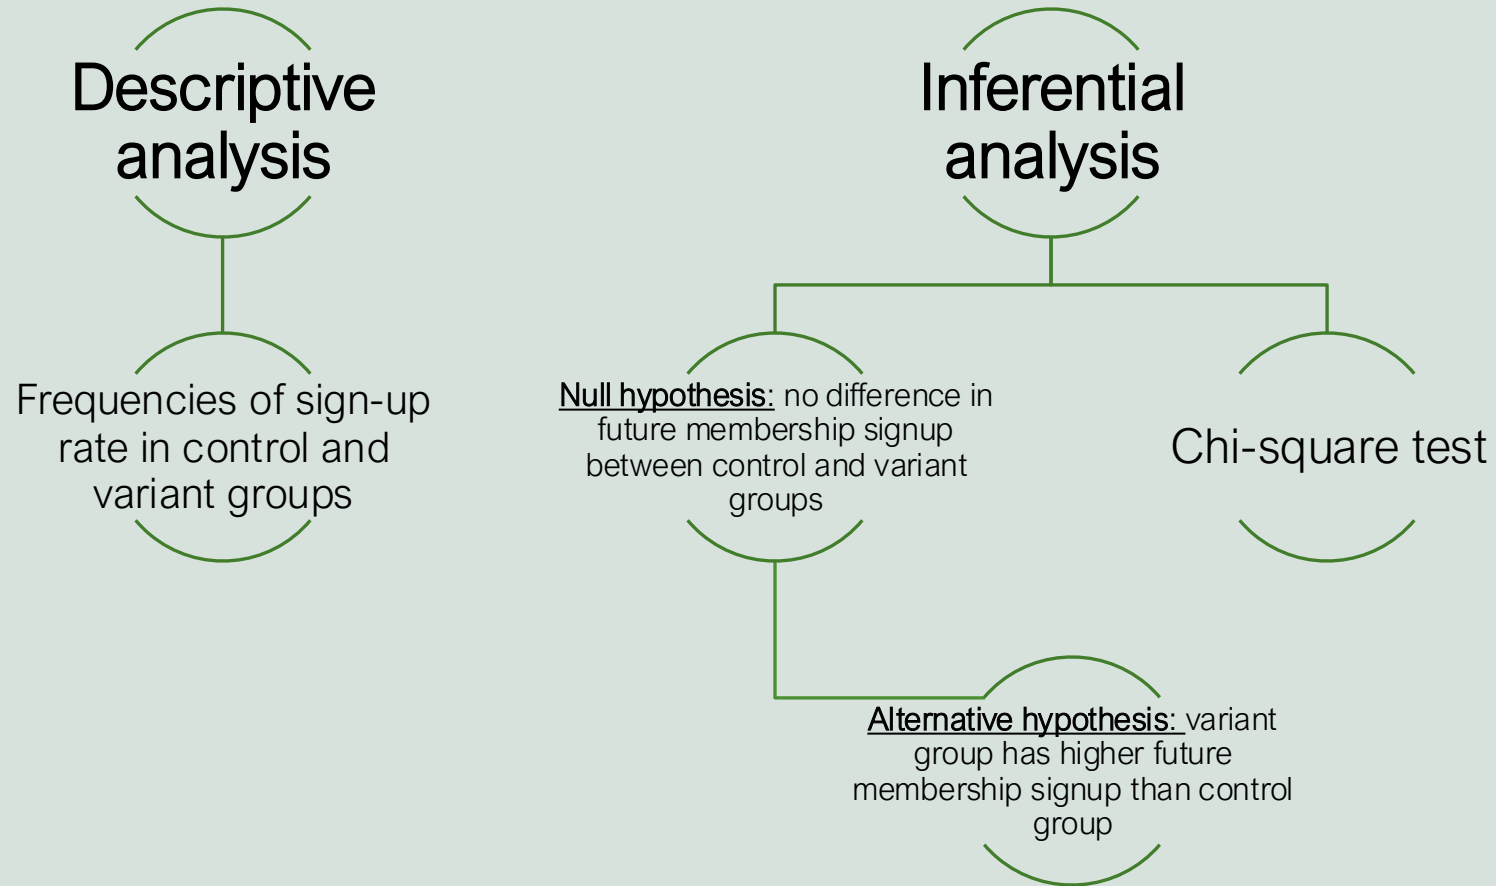 Descriptive
analysis
Frequencies of sign-up
rate in control and
variant groups
Inferential
analysis
Null hypothesis: no difference in
future membership signup
between control and variant
groups
Alternative hypothesis: variant
group has higher future
membership signup than control
group
Chi-square test